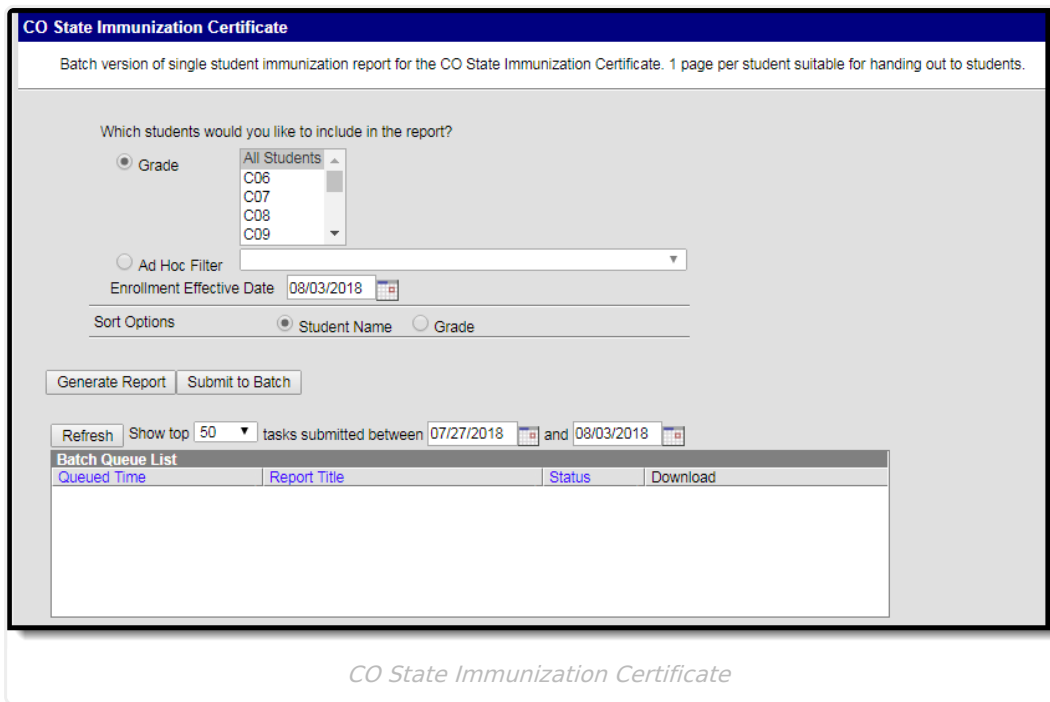 CO State Immunization Certificate
Batch version of single student immunization report for the CO State Immunization Certificate. 1 page per student suitable for handing out to students.
Which students would you like to include in the report?
Grade
All Students
C06
C07
C08
C09
Ad Hoc Filter
Enrollment Effective Date 08/03/2018
Sort Options Student Name Grade
Generate Report Submit to Batch
Refresh Show top 50 tasks submitted between 07/27/2018 and 08/03/2018
Batch Queue List
Queued Time Report Title Status Download
CO State Immunization Certificate